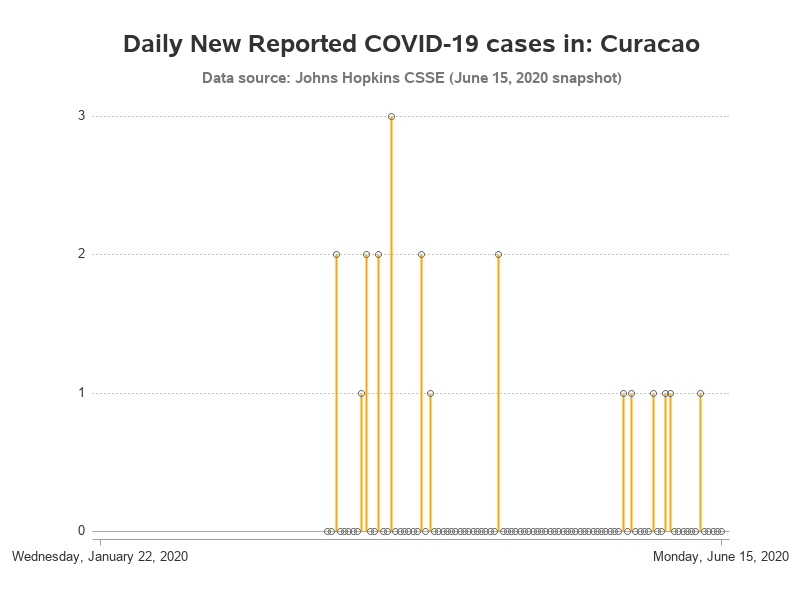 Daily New Reported COVID-19 cases in: Curacao
Data source: Johns Hopkins CSSE (June 15, 2020 snapshot)
3
2
1
0
Wednesday, January 22, 2020
Monday, June 15, 2020